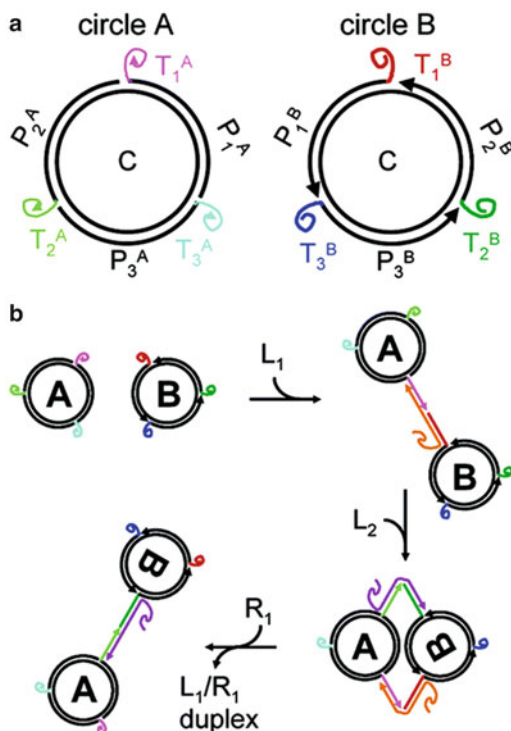 a
circle A circle B
T₁ᴬ T₁ᴮ
P₂ᴬ C P₁ᴬ P₁ᴮ C P₂ᴮ
T₂ᴬ T₃ᴬ T₃ᴮ T₂ᴮ
P₃ᴬ P₃ᴮ
b
A B L₁ A
B
L₂
B
R₁ A B
A L₁/R₁
duplex